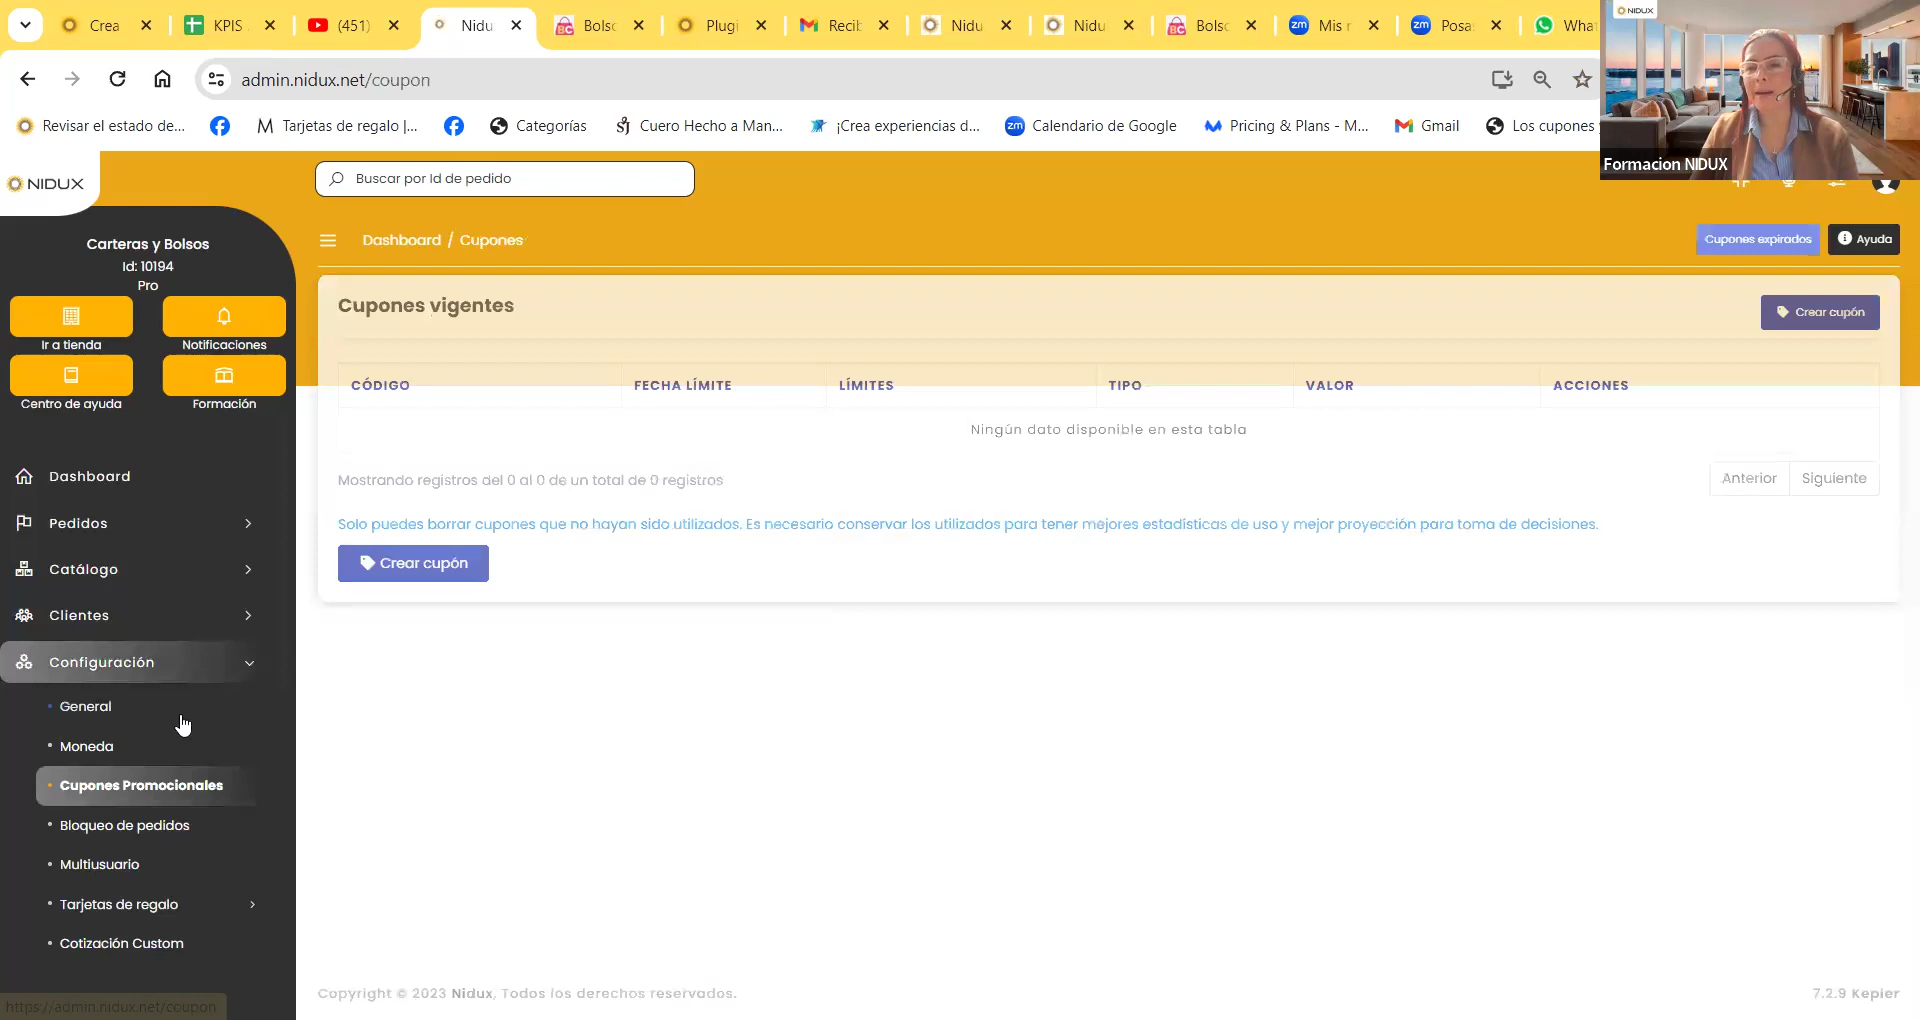 Crea
KPIS
(451)
Nidu
Bolso
Plugi
Recib
Nidu
Nidu
Bolso
Mis r
Posa
What
admin.nidux.net/coupon
Revisar el estado de...
Tarjetas de regalo |...
Categorías
Cuero Hecho a Man...
¡Crea experiencias d...
Calendario de Google
Pricing & Plans - M...
Gmail
Los cupones
NIDUX
Formacion NIDUX
NIDUX
Buscar por Id de pedido
Carteras y Bolsos
Id: 10194
Pro
Ir a tienda
Notificaciones
Centro de ayuda
Formación
Dashboard
Pedidos
Catálogo
Clientes
Configuración
General
Moneda
Cupones Promocionales
Bloqueo de pedidos
Multiusuario
Tarjetas de regalo
Cotización Custom
https://admin.nidux.net/coupon
Dashboard / Cupones
Cupones expirados
Ayuda
Cupones vigentes
Crear cupón
CÓDIGO FECHA LÍMITE LÍMITES TIPO VALOR ACCIONES
Ningún dato disponible en esta tabla
Mostrando registros del 0 al 0 de un total de 0 registros
Anterior Siguiente
Solo puedes borrar cupones que no hayan sido utilizados. Es necesario conservar los utilizados para tener mejores estadísticas de uso y mejor proyección para toma de decisiones.
Crear cupón
Copyright © 2023 Nidux, Todos los derechos reservados.
7.2.9 Kepler